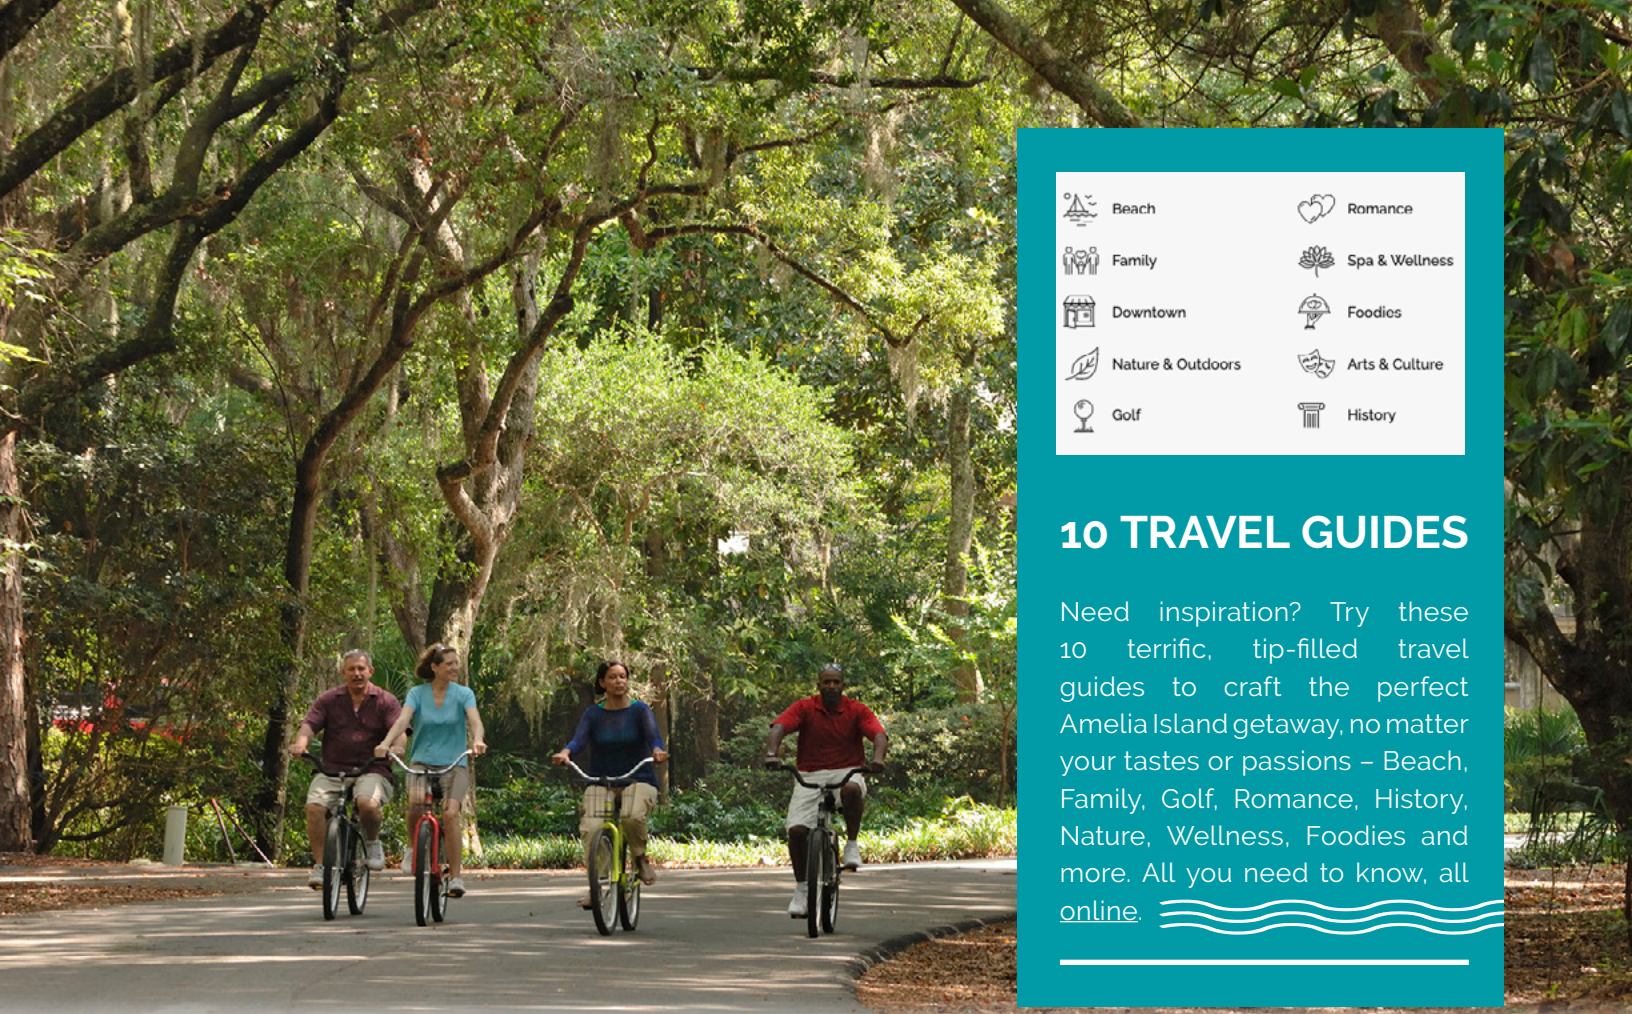 Beach
Romance
Family
Spa & Wellness
Downtown
Foodies
Nature & Outdoors
Arts & Culture
Golf
History
10 TRAVEL GUIDES
Need inspiration? Try these
10 terrific, tip-filled travel
guides to craft the perfect
Amelia Island getaway, no matter
your tastes or passions – Beach,
Family, Golf, Romance, History,
Nature, Wellness, Foodies and
more. All you need to know, all
online.